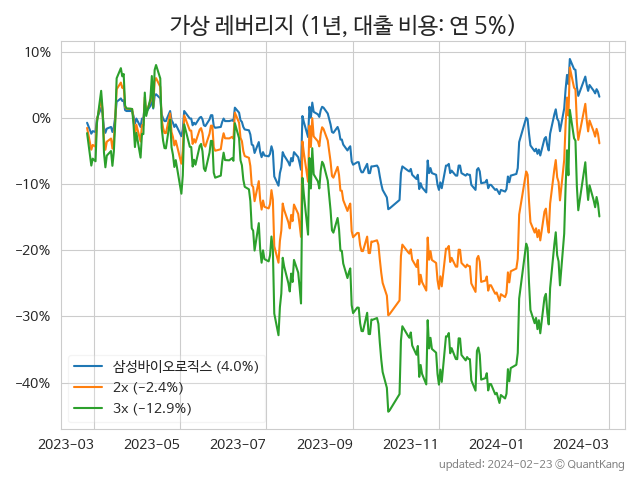 가상 레버리지 (1년, 대출 비용: 연 5%)
10%
0%
−10%
−20%
−30%
−40%
삼성바이오로직스 (4.0%)
2x (−2.4%)
3x (−12.9%)
2023-03 2023-05 2023-07 2023-09 2023-11 2024-01 2024-03
updated: 2024-02-23 © QuantKang